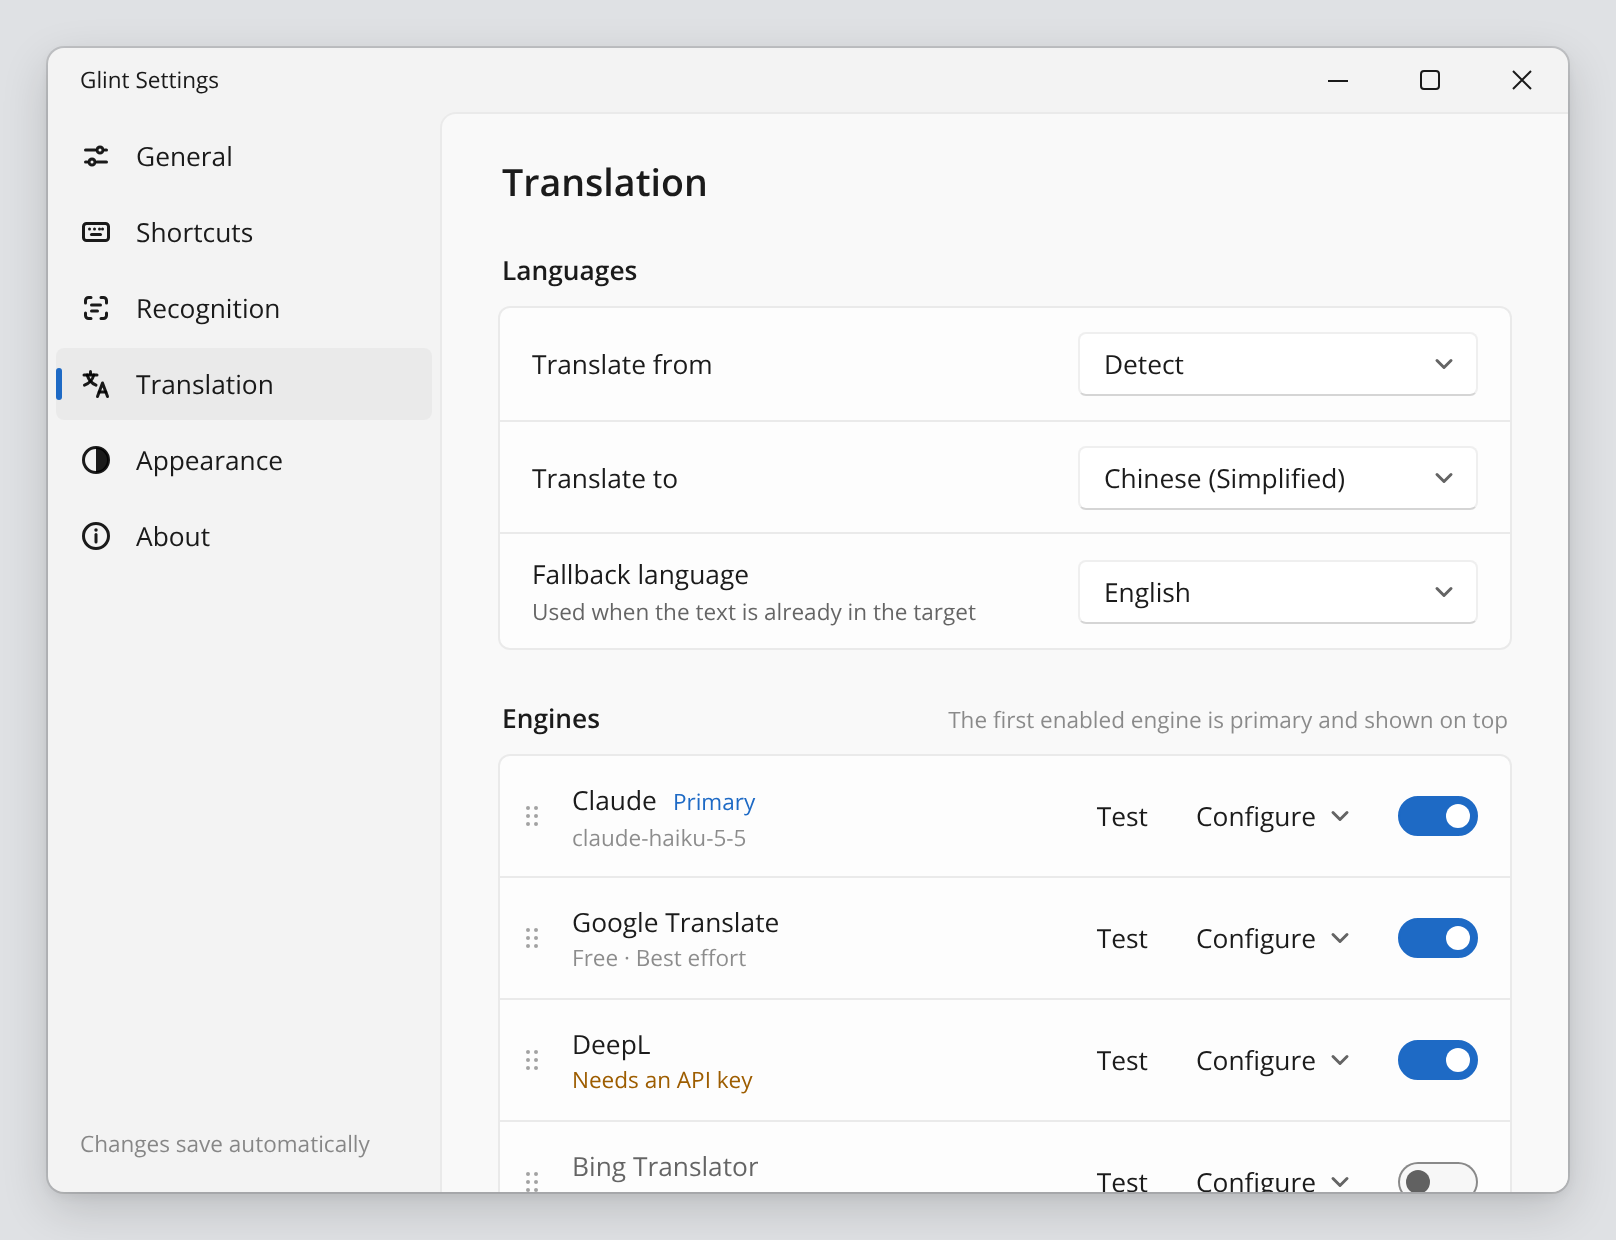 Glint Settings
General
Shortcuts
Recognition
Translation
Appearance
About
Changes save automatically
Translation
Languages
Translate from
Detect
Translate to
Chinese (Simplified)
Fallback language
Used when the text is already in the target
English
Engines
The first enabled engine is primary and shown on top
Claude Primary
claude-haiku-5-5
Test Configure
Google Translate
Free · Best effort
Test Configure
DeepL
Needs an API key
Test Configure
Bing Translator
Test Configure